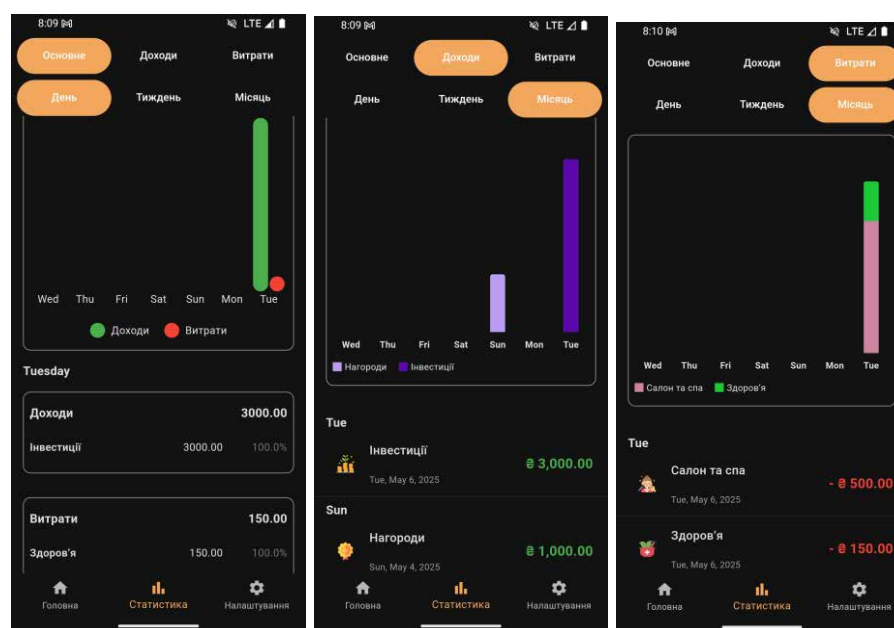 8:09 LTE
Основне Доходи Витрати
День Тиждень Місяць
Wed Thu Fri Sat Sun Mon Tue
Доходи Витрати
Tuesday
Доходи 3000.00
Інвестиції 3000.00 100.0%
Витрати 150.00
Здоров'я 150.00 100.0%
Головна Статистика Налаштування
8:09 LTE
Основне Доходи Витрати
День Тиждень Місяць
Wed Thu Fri Sat Sun Mon Tue
Нагороди Інвестиції
Tue
Інвестиції
₴ 3,000.00
Tue, May 6, 2025
Sun
Нагороди
₴ 1,000.00
Sun, May 4, 2025
Головна Статистика Налаштування
8:10 LTE
Основне Доходи Витрати
День Тиждень Місяць
Wed Thu Fri Sat Sun Mon Tue
Салон та спа Здоров'я
Tue
Салон та спа
- ₴ 500.00
Tue, May 6, 2025
Здоров'я
- ₴ 150.00
Tue, May 6, 2025
Головна Статистика Налаштування